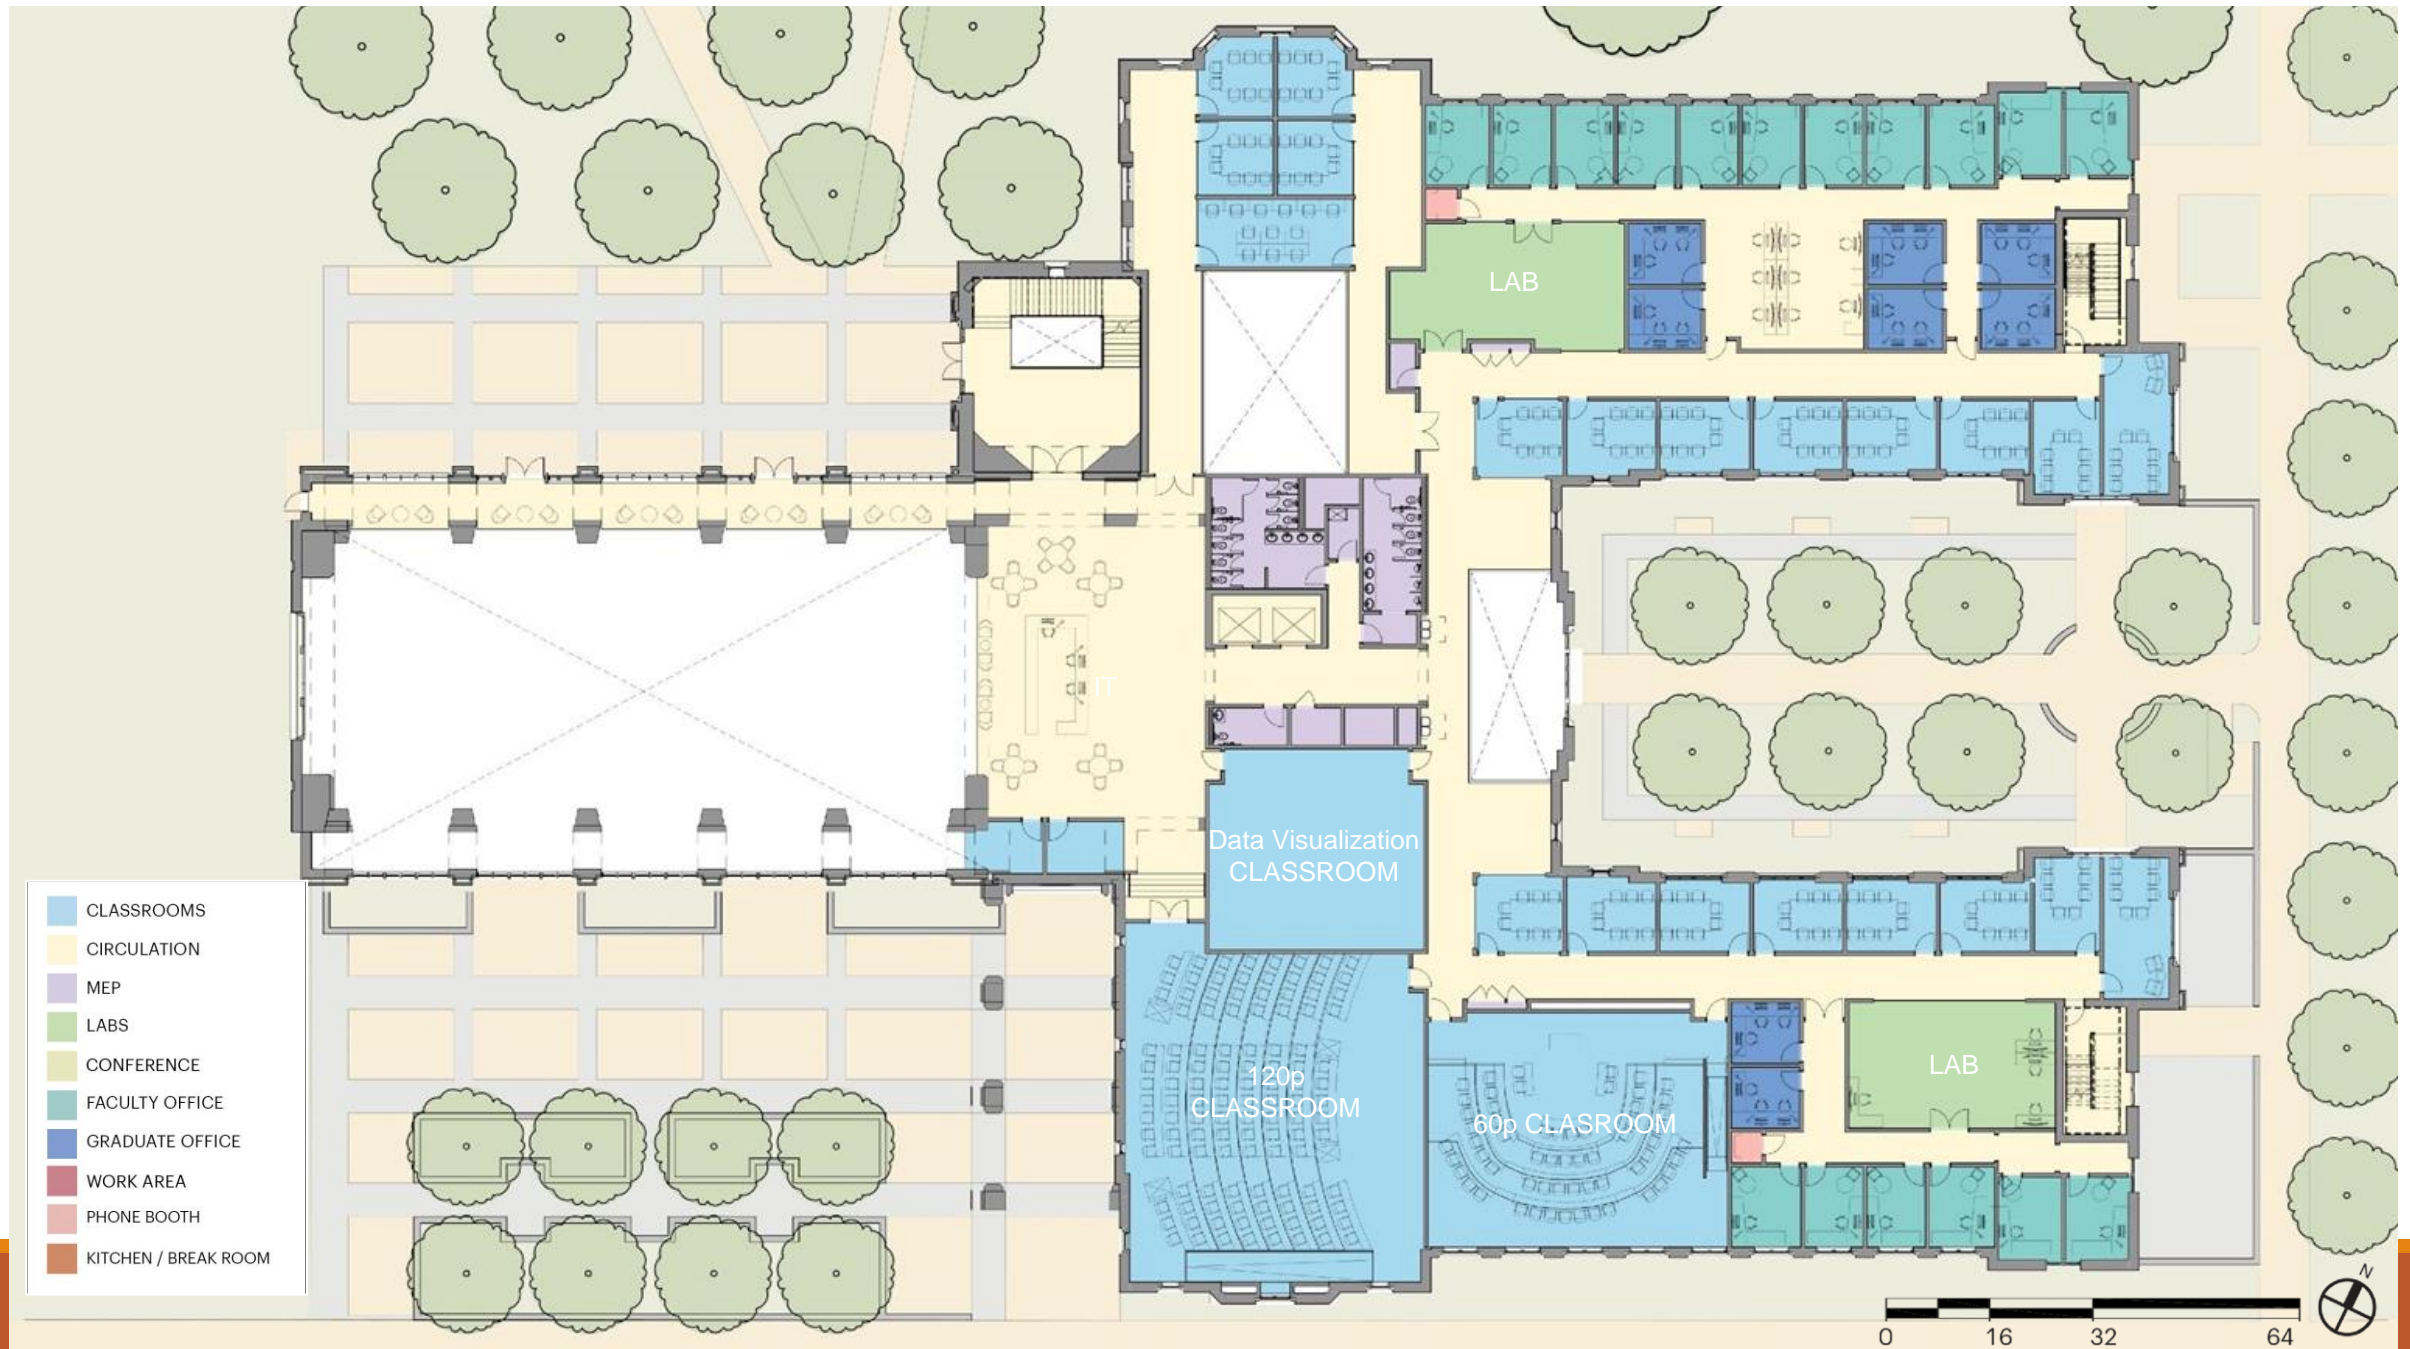 LAB
IT
Data Visualization
CLASSROOM
120p
CLASSROOM
60p CLASROOM
LAB
CLASSROOMS
CIRCULATION
MEP
LABS
CONFERENCE
FACULTY OFFICE
GRADUATE OFFICE
WORK AREA
PHONE BOOTH
KITCHEN / BREAK ROOM
N
0 16 32 64